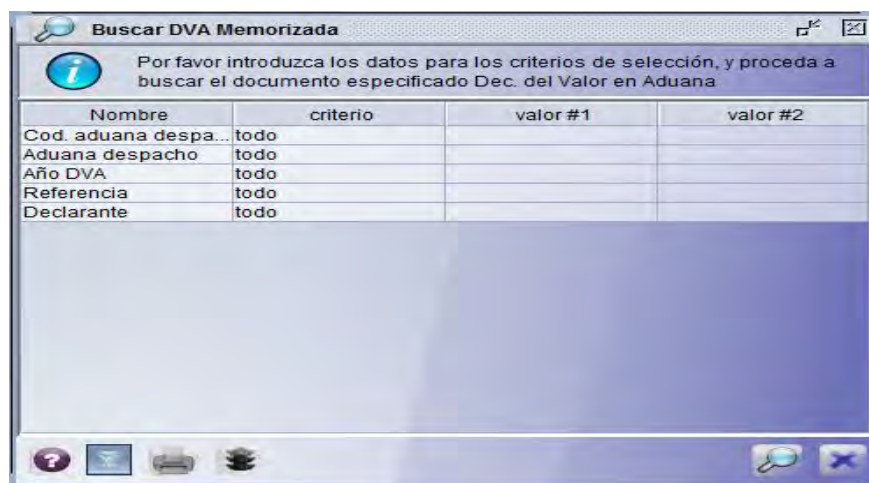 Buscar DVA Memorizada
Por favor introduzca los datos para los criterios de selección, y proceda a
buscar el documento especificado Dec. del Valor en Aduana
Nombre criterio valor #1 valor #2
Cod. aduana despa... todo
Aduana despacho todo
Año DVA todo
Referencia todo
Declarante todo